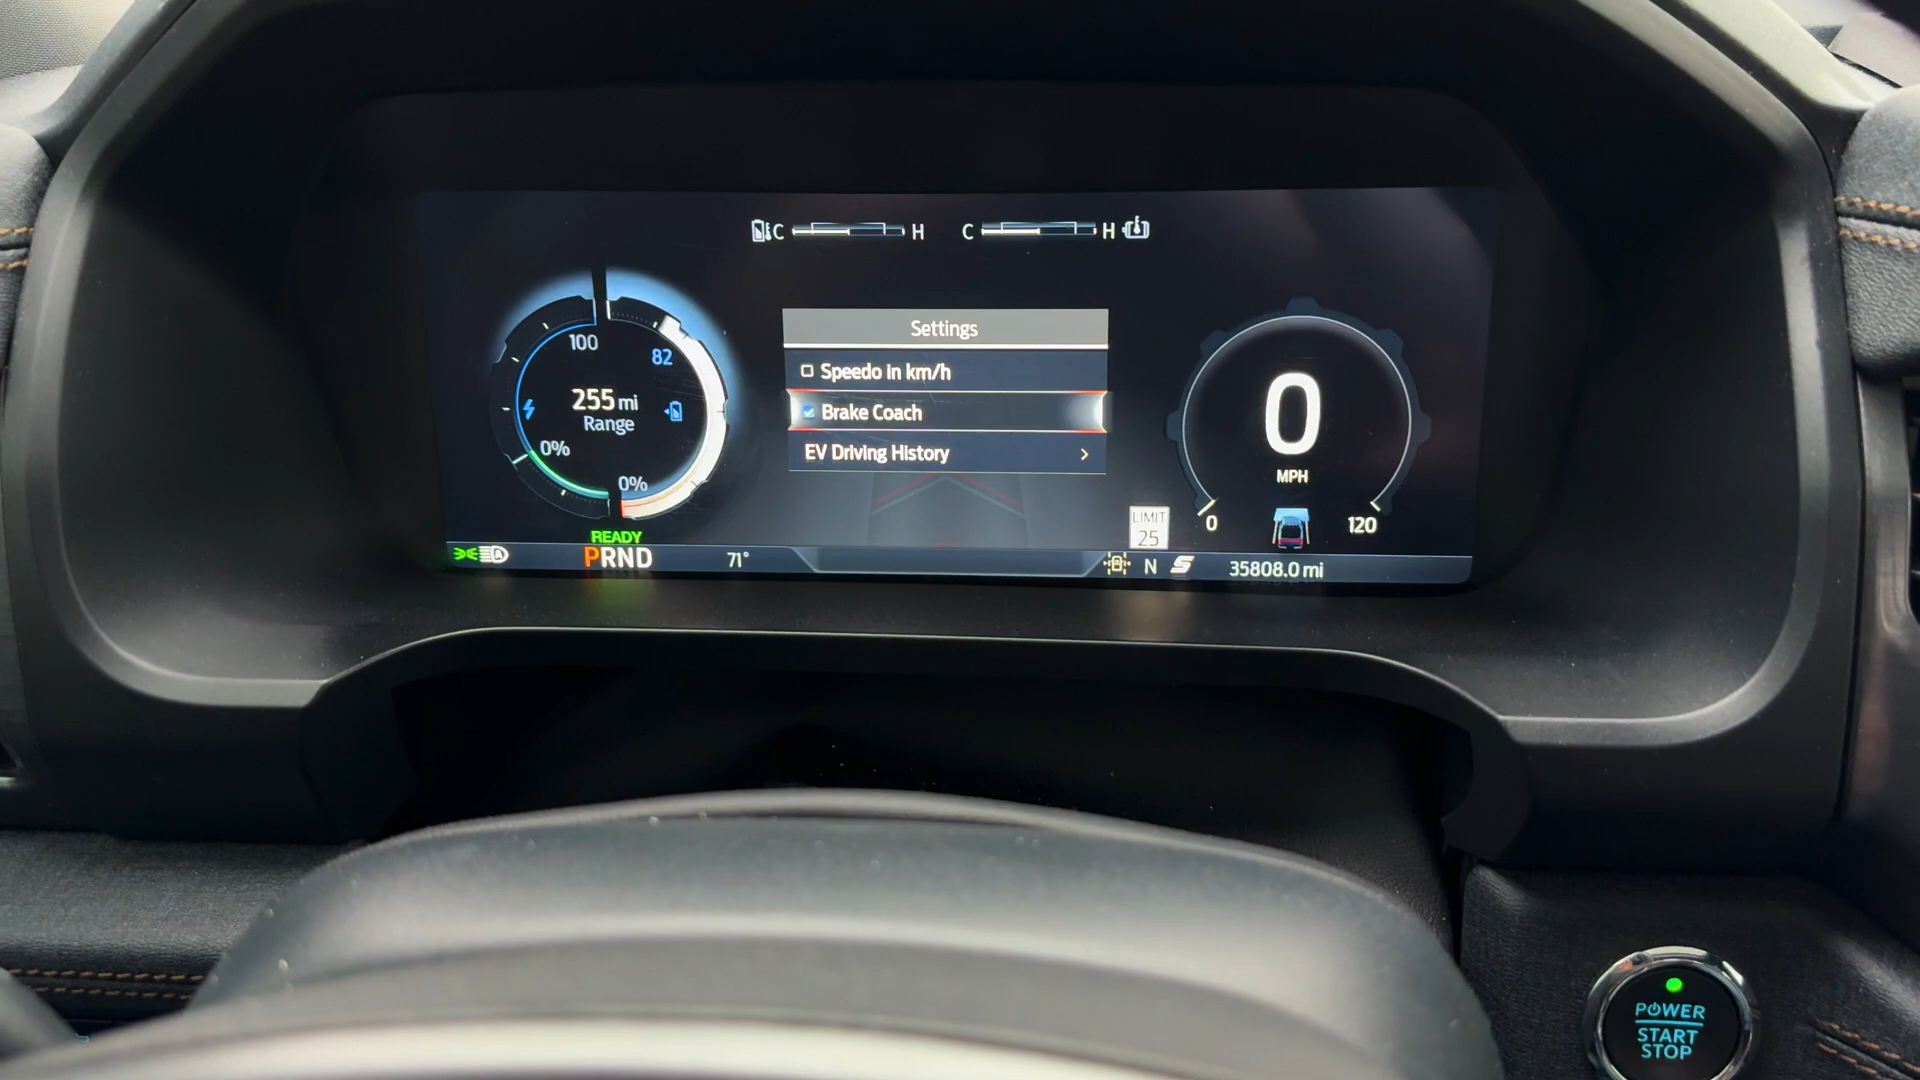 C H C H
Settings
Speedo in km/h
Brake Coach
EV Driving History
100
82
255 mi
Range
0%
0%
0
MPH
0
120
LIMIT
25
READY
PRND
71°
N
35808.0 mi
A
POWER
START
STOP